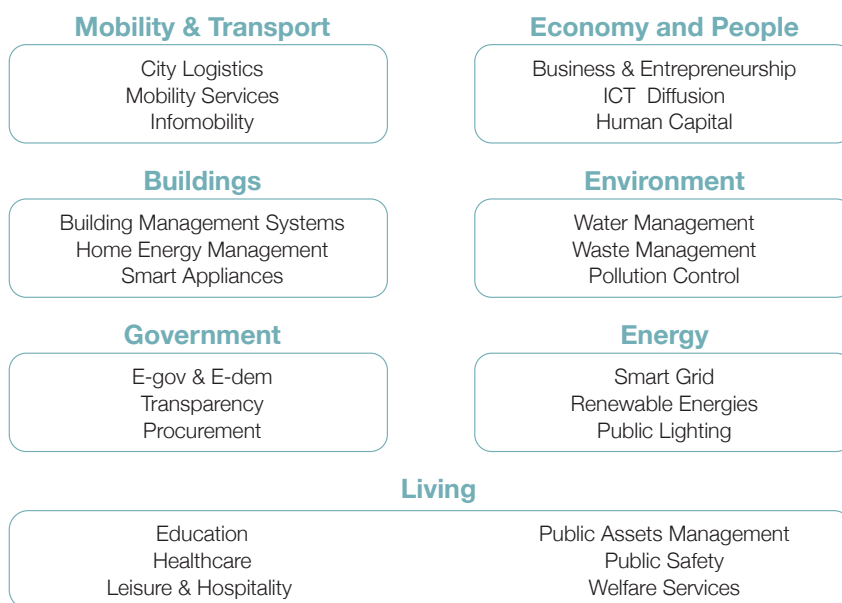 Mobility & Transport
City Logistics
Mobility Services
Infomobility
Economy and People
Business & Entrepreneurship
ICT Diffusion
Human Capital
Buildings
Building Management Systems
Home Energy Management
Smart Appliances
Environment
Water Management
Waste Management
Pollution Control
Government
E-gov & E-dem
Transparency
Procurement
Energy
Smart Grid
Renewable Energies
Public Lighting
Living
Education
Healthcare
Leisure & Hospitality
Public Assets Management
Public Safety
Welfare Services